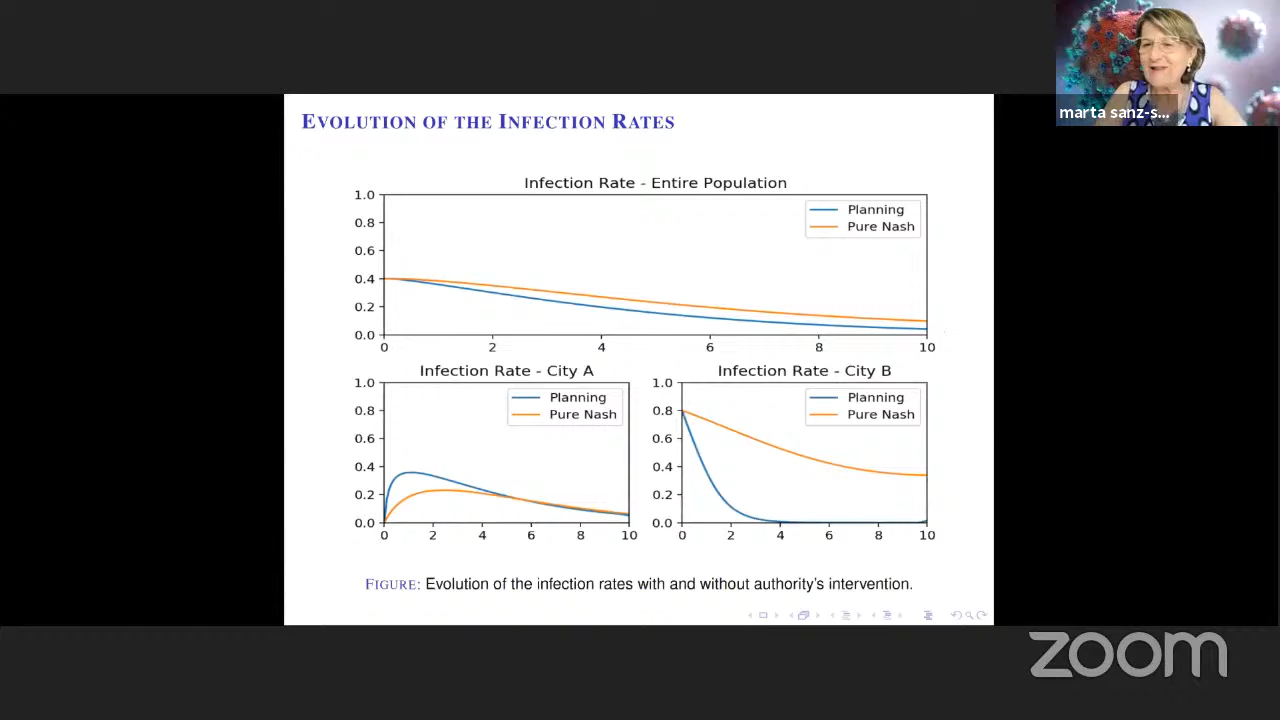 marta sanz-s...
EVOLUTION OF THE INFECTION RATES
Infection Rate - Entire Population
1.0
0.8
0.6
0.4
0.2
0.0
0 2 4 6 8 10
Planning
Pure Nash
Infection Rate - City A
1.0
0.8
0.6
0.4
0.2
0.0
0 2 4 6 8 10
Planning
Pure Nash
Infection Rate - City B
1.0
0.8
0.6
0.4
0.2
0.0
0 2 4 6 8 10
Planning
Pure Nash
FIGURE: Evolution of the infection rates with and without authority's intervention.
zoom